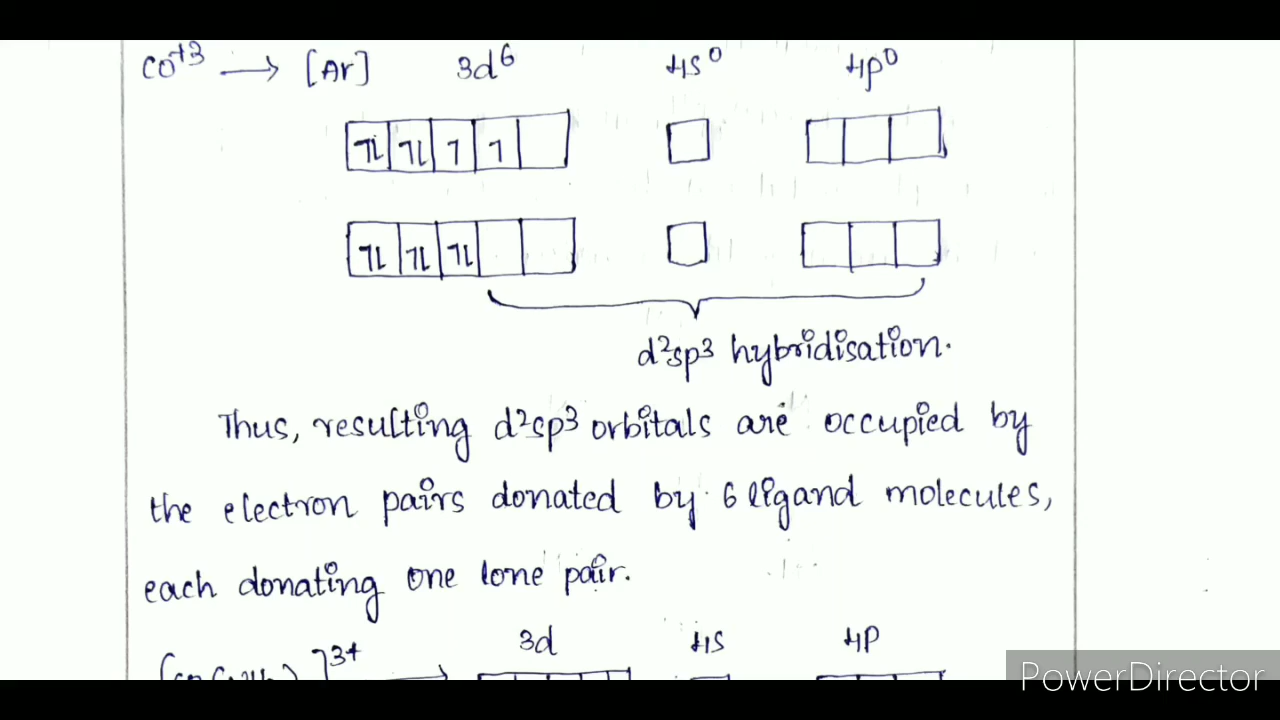 Co+3 → [Ar] 3d6 4s0 4p0
d2sp3 hybridisation.
Thus, resulting d2sp3 orbitals are occupied by
the electron pairs donated by 6 ligand molecules,
each donating one lone pair.
3d 4s 4p
]3+
PowerDirector